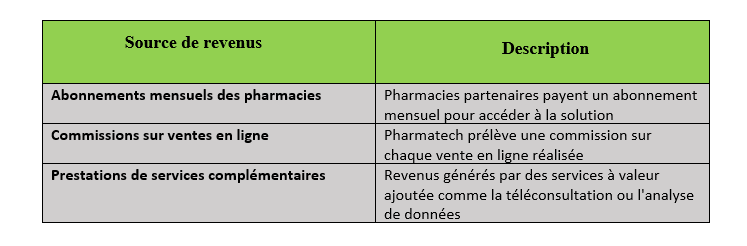 Source de revenus
Description
Abonnements mensuels des pharmacies
Pharmacies partenaires payent un abonnement
mensuel pour accéder à la solution
Commissions sur ventes en ligne
Pharmatech prélève une commission sur
chaque vente en ligne réalisée
Prestations de services complémentaires
Revenus générés par des services à valeur
ajoutée comme la téléconsultation ou l'analyse
de données